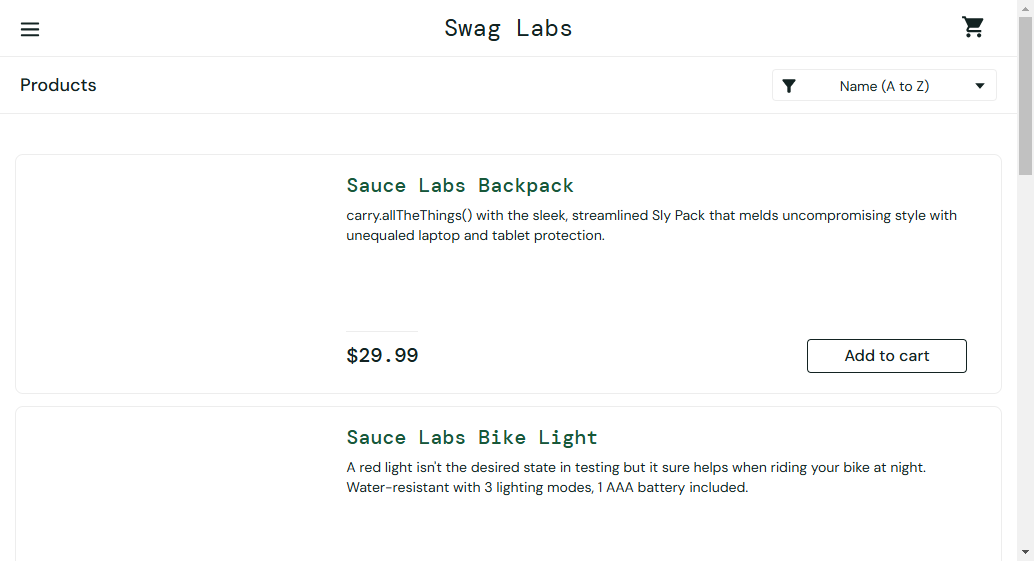 Swag Labs
Products
Name (A to Z)
Sauce Labs Backpack
carry.allTheThings() with the sleek, streamlined Sly Pack that melds uncompromising style with
unequaled laptop and tablet protection.
$29.99
Add to cart
Sauce Labs Bike Light
A red light isn't the desired state in testing but it sure helps when riding your bike at night.
Water-resistant with 3 lighting modes, 1 AAA battery included.